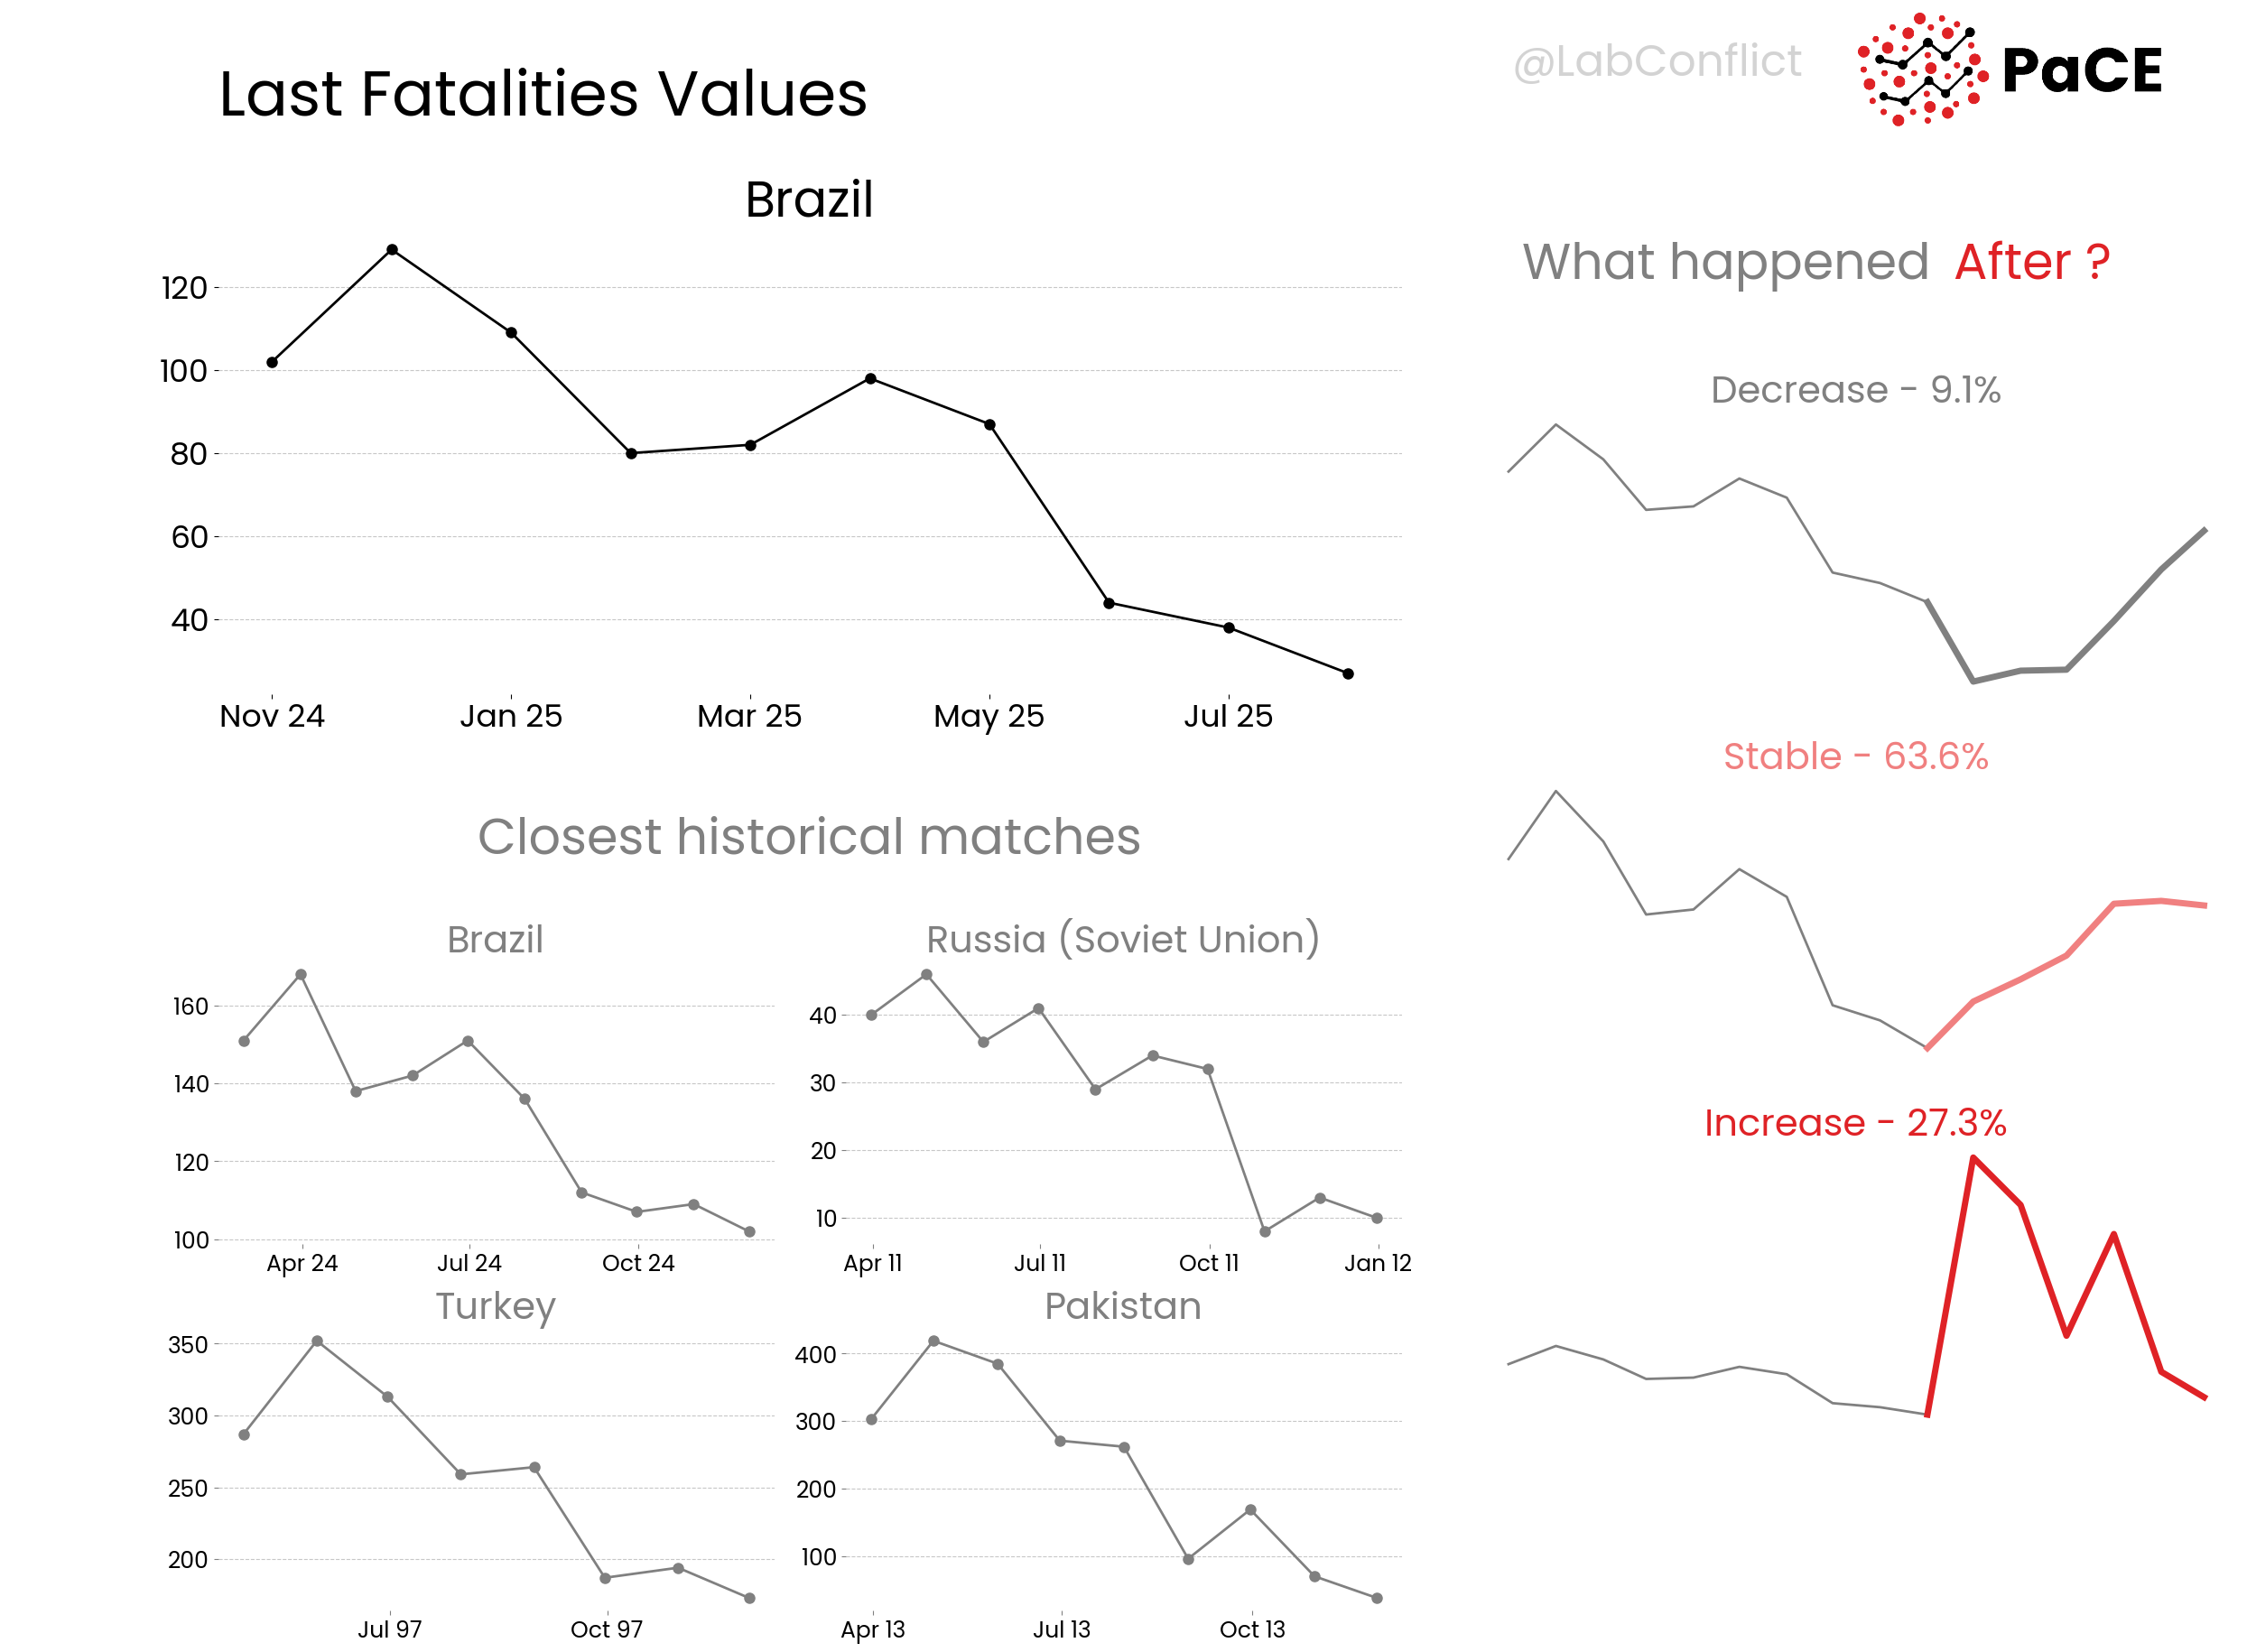 @LabConflict
PaCE
Last Fatalities Values
Brazil
120
100
80
60
40
Nov 24 Jan 25 Mar 25 May 25 Jul 25
What happened After ?
Decrease - 9.1%
Stable - 63.6%
Increase - 27.3%
Closest historical matches
Brazil
160
140
120
100
Apr 24 Jul 24 Oct 24
Russia (Soviet Union)
40
30
20
10
Apr 11 Jul 11 Oct 11 Jan 12
Turkey
350
300
250
200
Jul 97 Oct 97
Pakistan
400
300
200
100
Apr 13 Jul 13 Oct 13